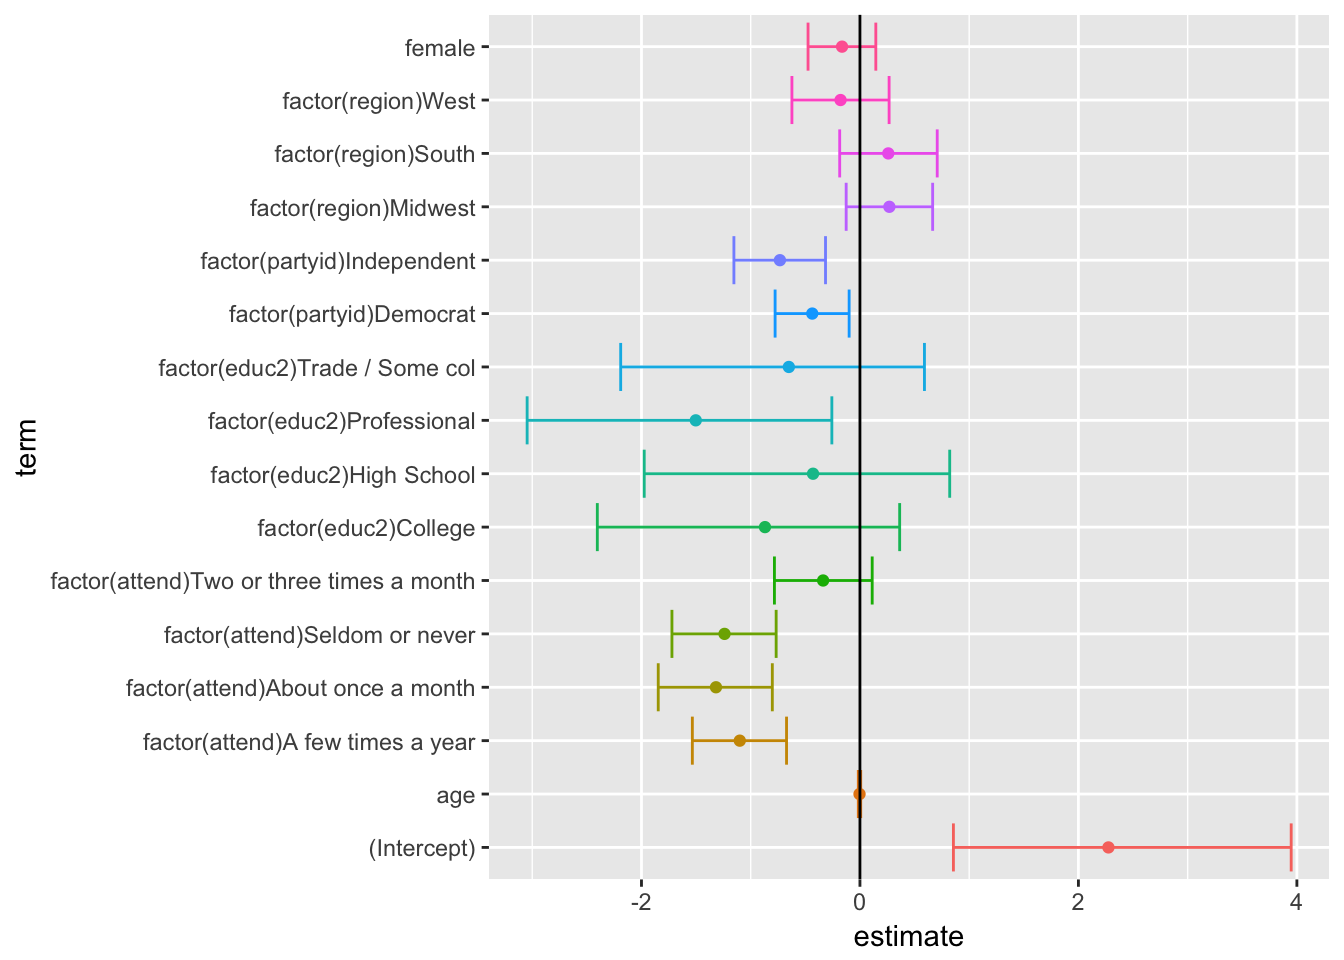 female
factor(region)West
factor(region)South
factor(region)Midwest
factor(partyid)Independent
factor(partyid)Democrat
factor(educ2)Trade / Some col
factor(educ2)Professional
factor(educ2)High School
factor(educ2)College
factor(attend)Two or three times a month
factor(attend)Seldom or never
factor(attend)About once a month
factor(attend)A few times a year
age
(Intercept)
term
-2 0 2 4
estimate